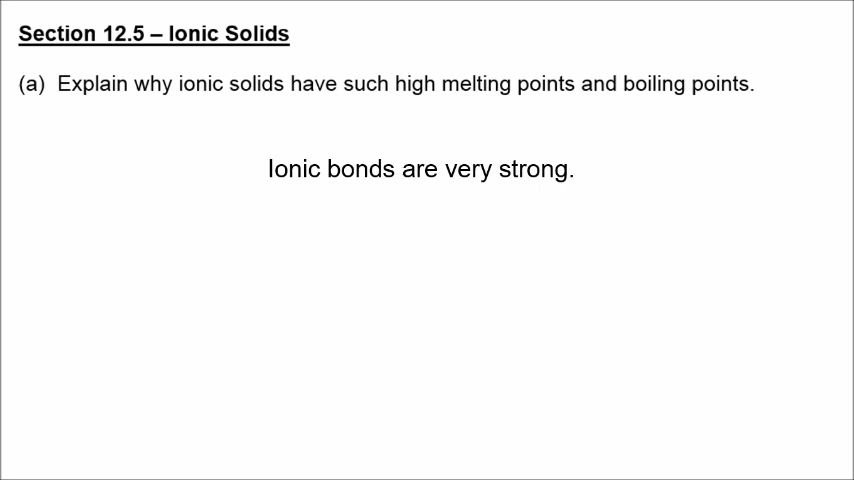 Section 12.5 – Ionic Solids
(a) Explain why ionic solids have such high melting points and boiling points.
Ionic bonds are very strong.